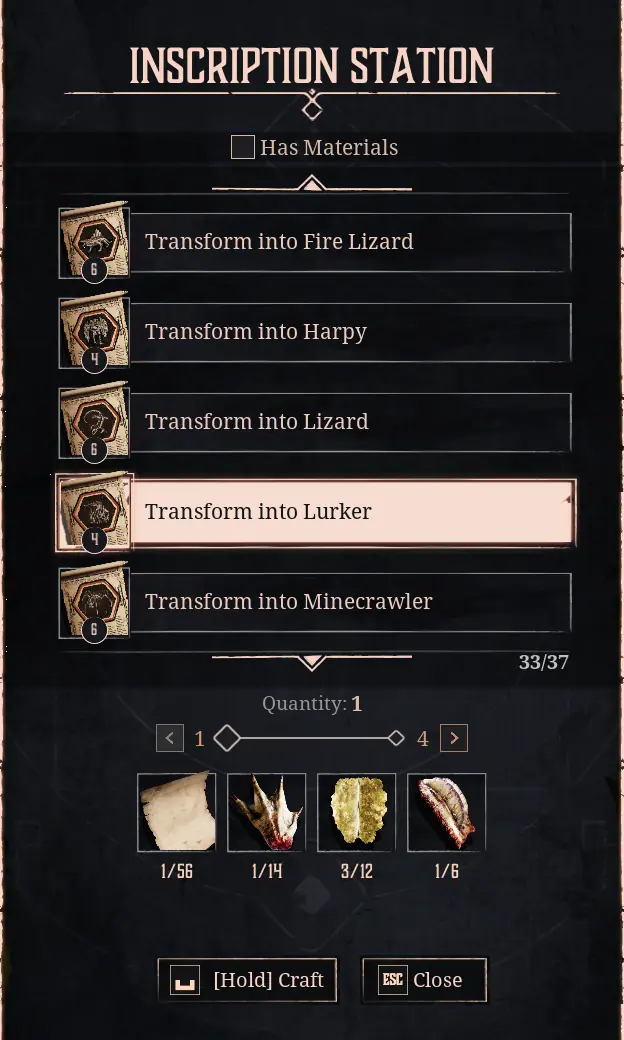 INSCRIPTION STATION
Has Materials
Transform into Fire Lizard
6
Transform into Harpy
4
Transform into Lizard
6
Transform into Lurker
4
Transform into Minecrawler
6
33/37
Quantity: 1
< 1 4 >
1/56 1/14 3/12 1/6
[Hold] Craft ESC Close